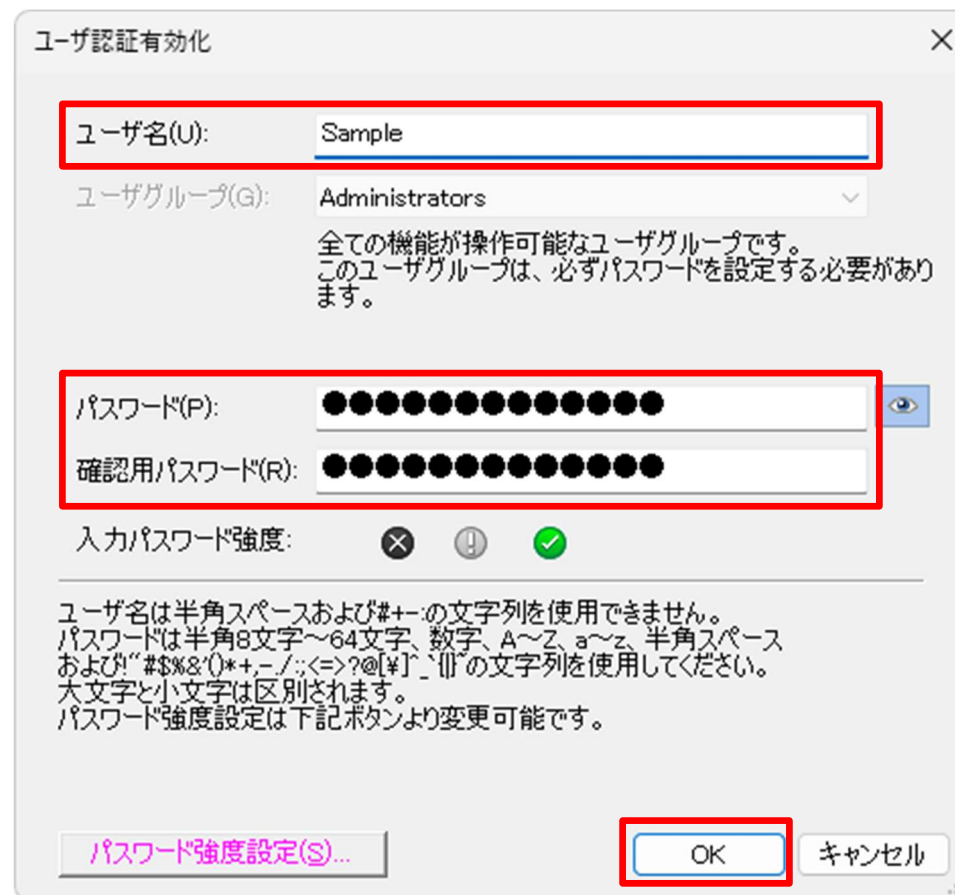 ユーザ認証有効化
ユーザ名(U): Sample
ユーザグループ(G): Administrators
全ての機能が操作可能なユーザグループです。
このユーザグループは、必ずパスワードを設定する必要があり
ます。
パスワード(P): ●●●●●●●●●●●●●
確認用パスワード(R): ●●●●●●●●●●●●●
入力パスワード強度:
ユーザ名は半角スペースおよび#+-:の文字列を使用できません。
パスワードは半角8文字～64文字、数字、A～Z、a～z、半角スペース
および!"#$%&'()*+,-./:;<=>?@[¥]^_`{|}~の文字列を使用してください。
大文字と小文字は区別されます。
パスワード強度設定は下記ボタンより変更可能です。
パスワード強度設定(S)... OK キャンセル